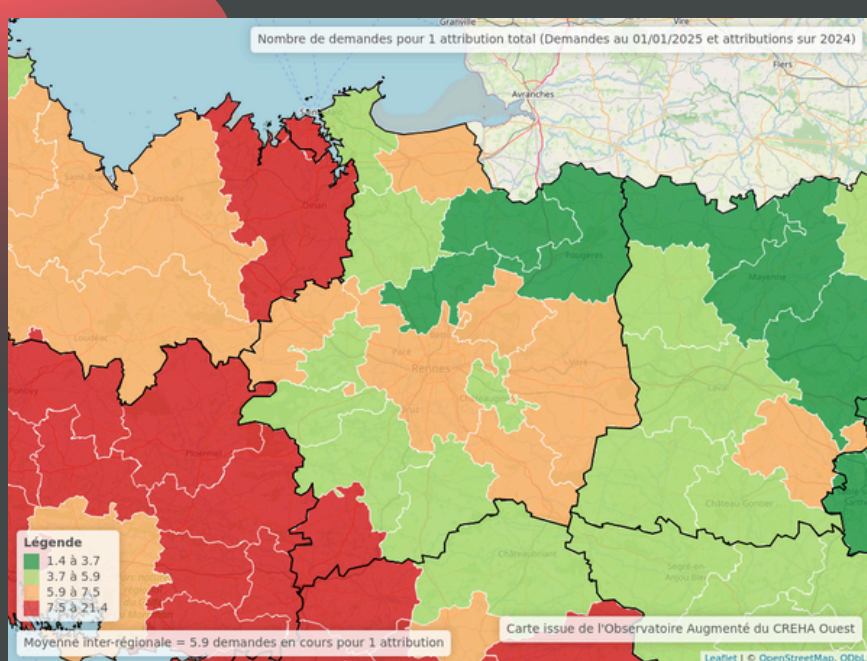 Granville
Vire
Nombre de demandes pour 1 attribution total (Demandes au 01/01/2025 et attributions sur 2024)
Flers
Avranches
Lamballe
Dinan
Fougères
Mayenne
Loudéac
Pacé
Rennes
Vitré
Laval
Pontivy
Ploërmel
Château-Gontier
Châteaubriant
Segré-en-
Anjou Bleu
Légende
1.4 à 3.7
3.7 à 5.9
5.9 à 7.5
7.5 à 21.4
Carte issue de l'Observatoire Augmenté du CREHA Ouest
Moyenne inter-régionale = 5.9 demandes en cours pour 1 attribution
Leaflet | © OpenStreetMap, ODbL